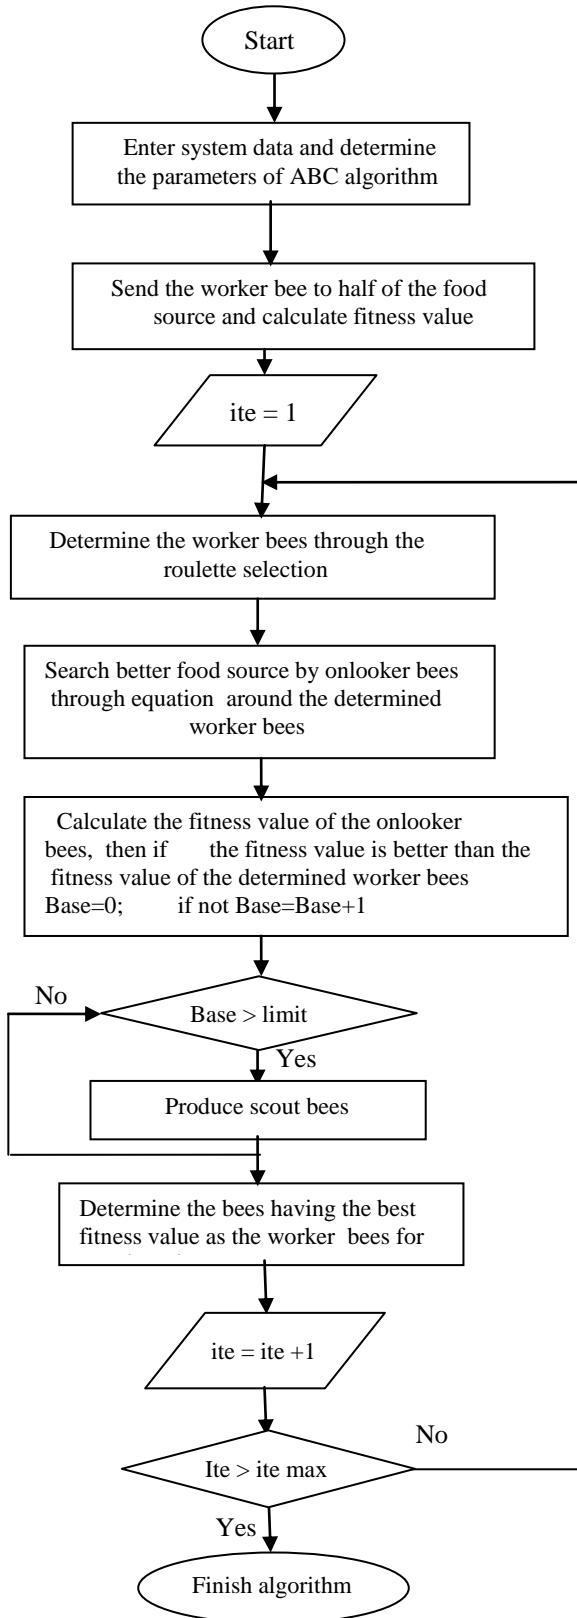 Start
Enter system data and determine
the parameters of ABC algorithm
Send the worker bee to half of the food
source and calculate fitness value
ite = 1
Determine the worker bees through the
roulette selection
Search better food source by onlooker bees
through equation around the determined
worker bees
Calculate the fitness value of the onlooker
bees, then if the fitness value is better than the
fitness value of the determined worker bees
Base=0; if not Base=Base+1
No
Base > limit
Yes
Produce scout bees
Determine the bees having the best
fitness value as the worker bees for
ite = ite +1
No
Ite > ite max
Yes
Finish algorithm